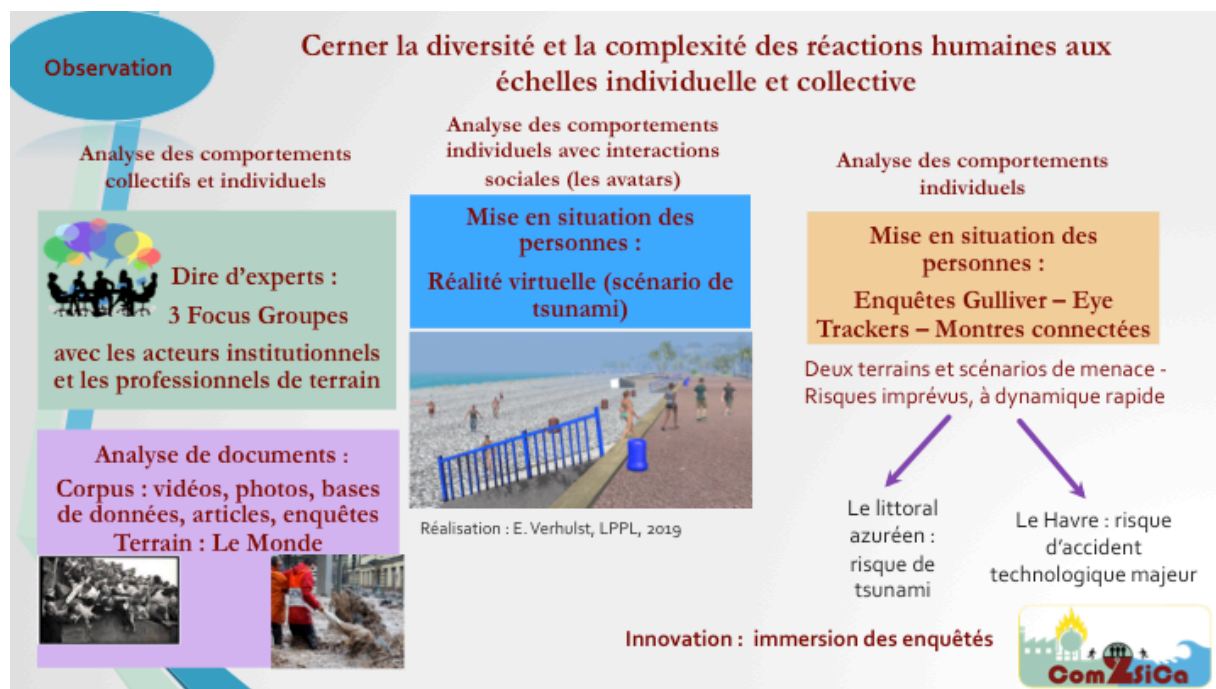 Observation
Cerner la diversité et la complexité des réactions humaines aux
échelles individuelle et collective
Analyse des comportements
collectifs et individuels
Dire d'experts :
3 Focus Groupes
avec les acteurs institutionnels
et les professionnels de terrain
Analyse de documents :
Corpus : vidéos, photos, bases
de données, articles, enquêtes
Terrain : Le Monde
Analyse des comportements
individuels avec interactions
sociales (les avatars)
Mise en situation des
personnes :
Réalité virtuelle (scénario de
tsunami)
Réalisation : E. Verhulst, LPPL, 2019
Analyse des comportements
individuels
Mise en situation des
personnes :
Enquêtes Gulliver – Eye
Trackers – Montres connectées
Deux terrains et scénarios de menace -
Risques imprévus, à dynamique rapide
Le littoral
azuréen :
risque de
tsunami
Le Havre : risque
d'accident
technologique majeur
Innovation : immersion des enquêtés
Com2SiCa